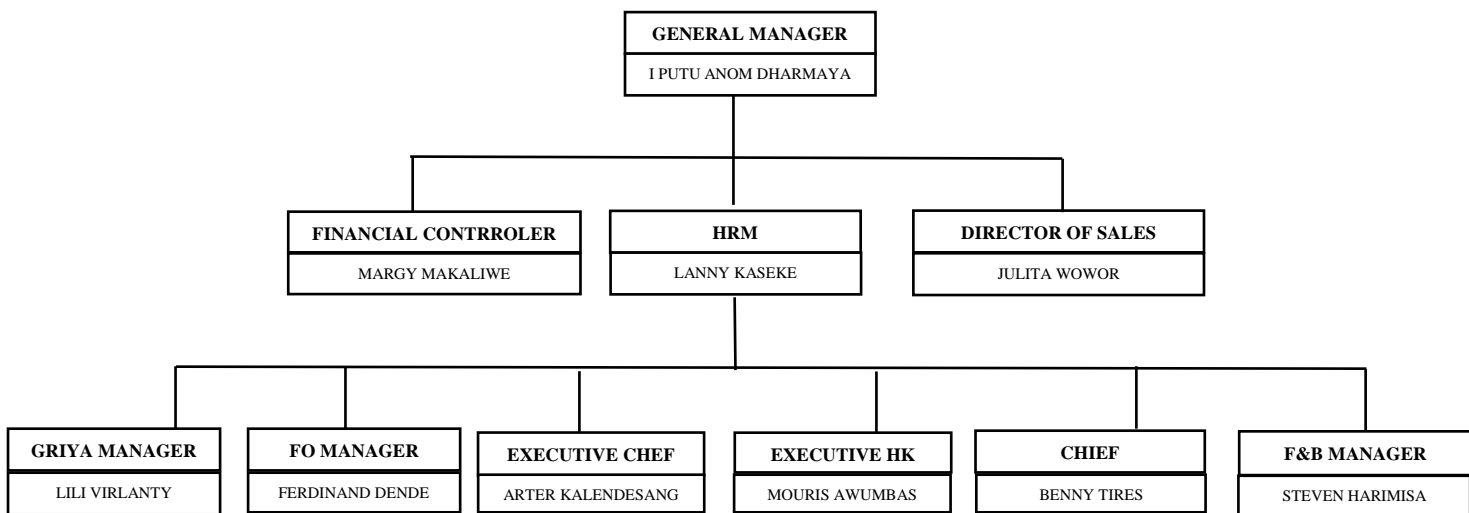 GENERAL MANAGER
I PUTU ANOM DHARMAYA
FINANCIAL CONTRROLER
MARGY MAKALIWE
HRM
LANNY KASEKE
DIRECTOR OF SALES
JULITA WOWOR
GRIYA MANAGER
LILI VIRLANTY
FO MANAGER
FERDINAND DENDE
EXECUTIVE CHEF
ARTER KALENDESANG
EXECUTIVE HK
MOURIS AWUMBAS
CHIEF
BENNY TIRES
F&B MANAGER
STEVEN HARIMISA